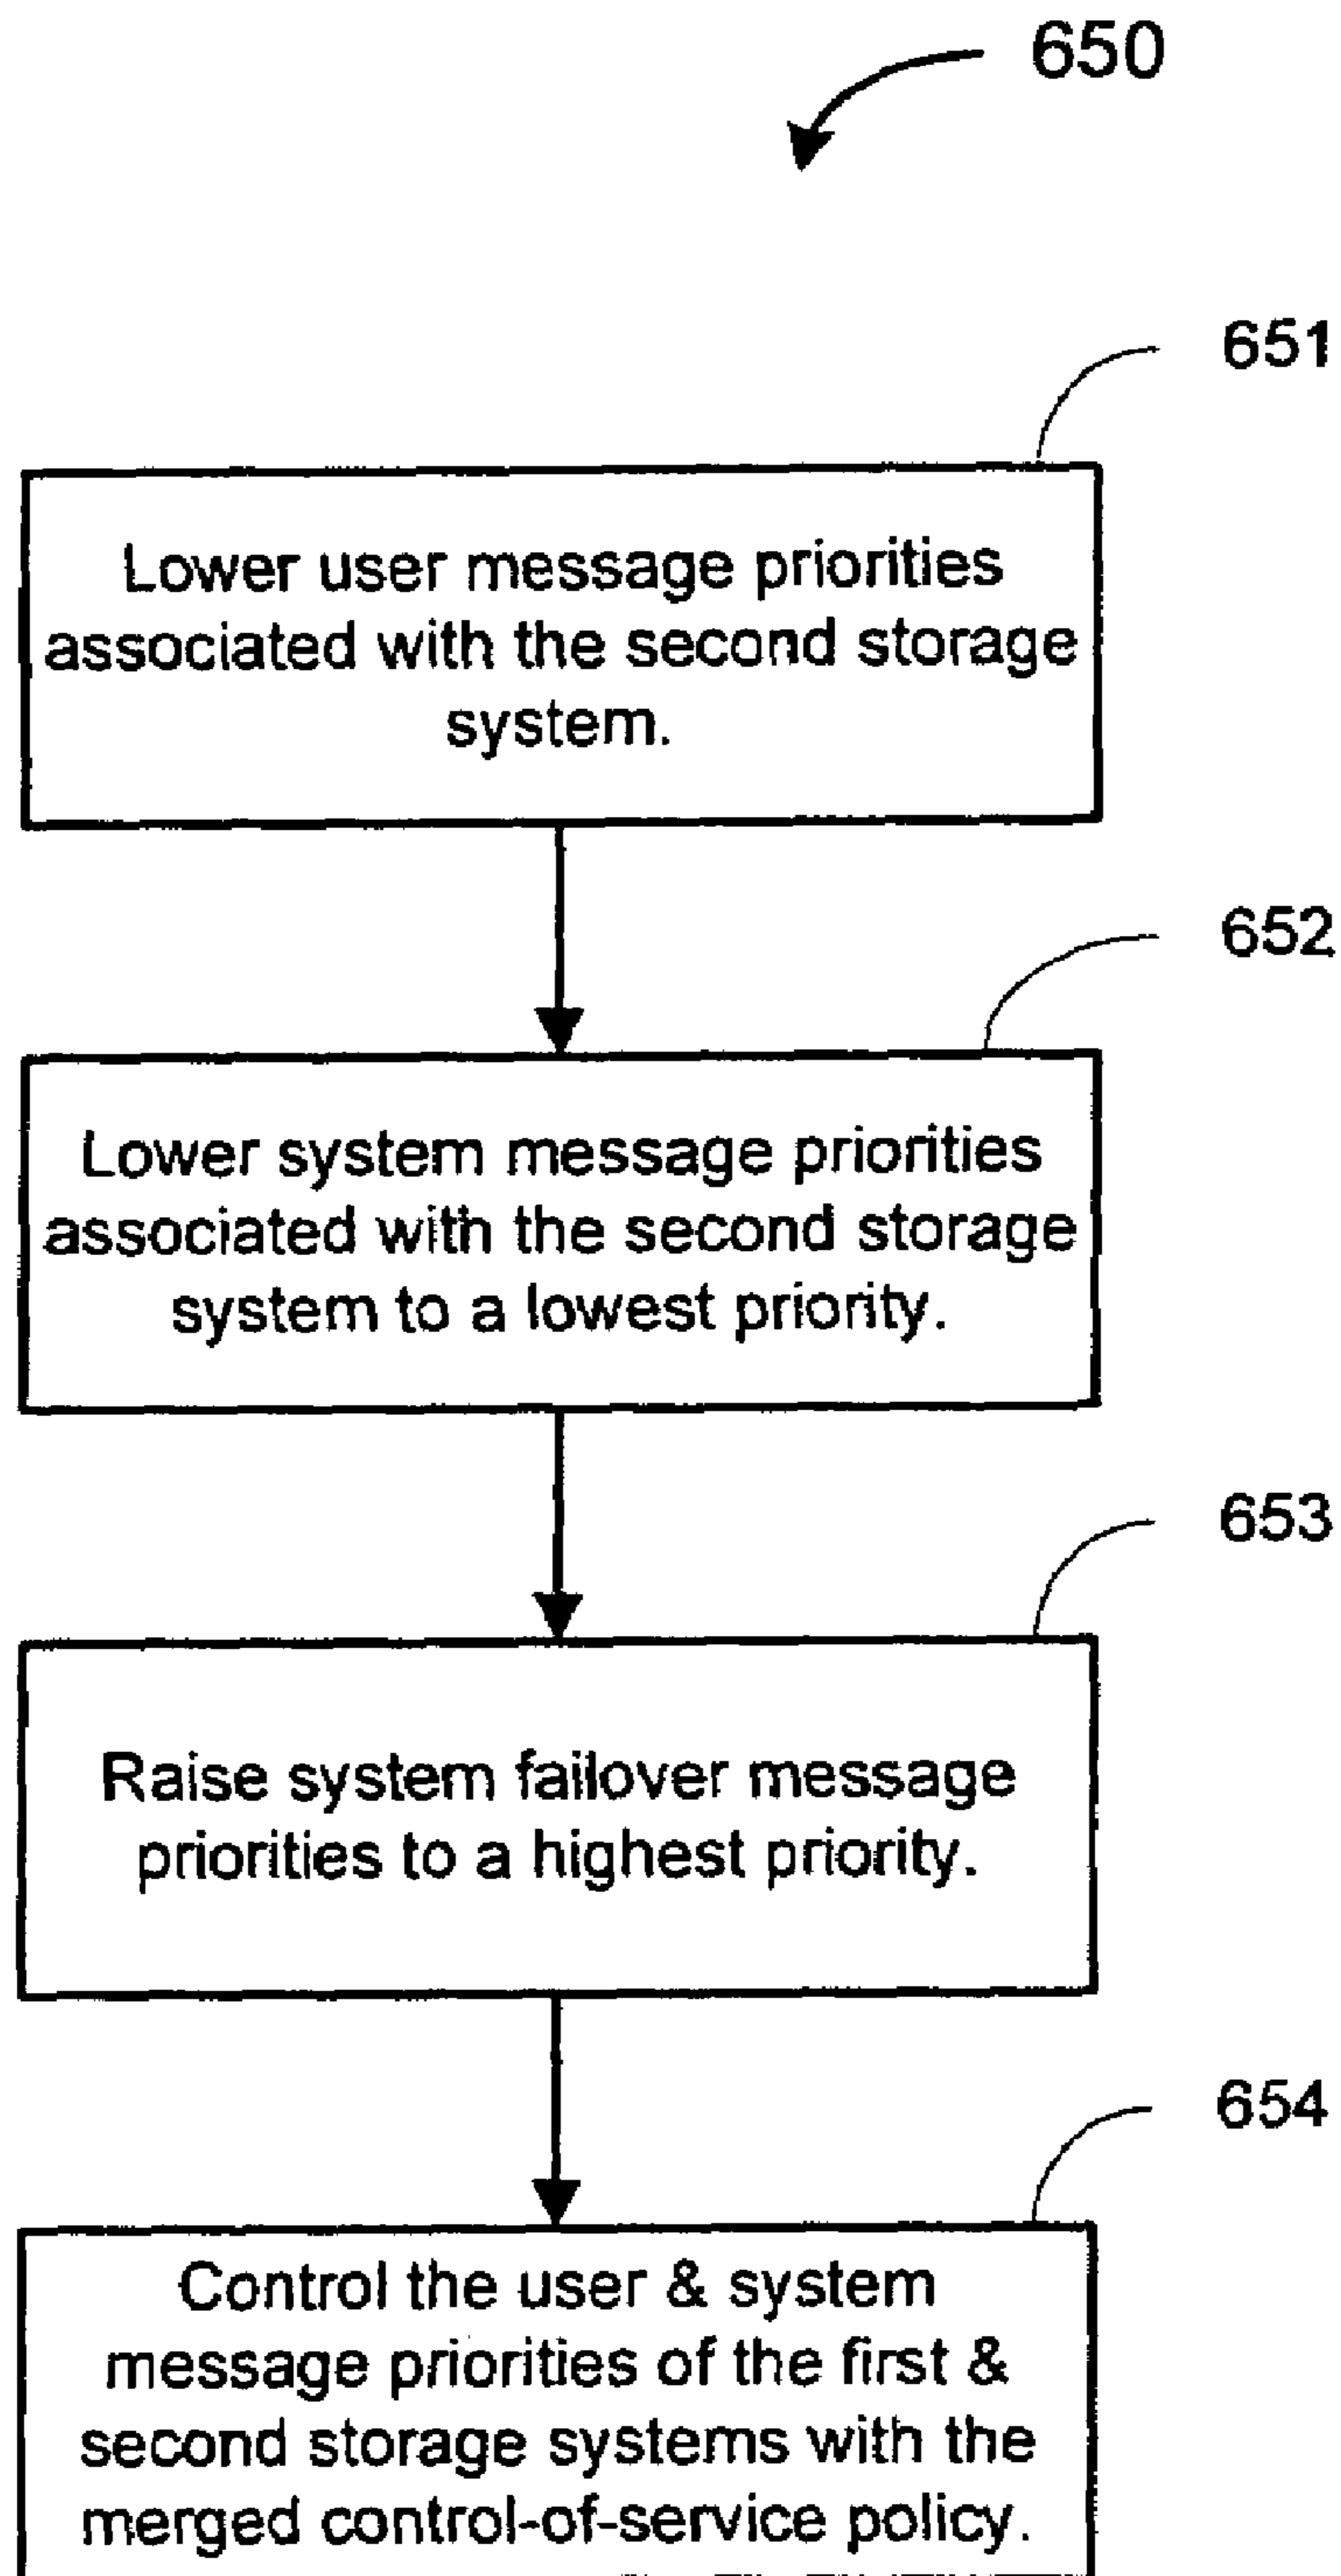 650
651
Lower user message priorities
associated with the second storage
system.
652
Lower system message priorities
associated with the second storage
system to a lowest priority.
653
Raise system failover message
priorities to a highest priority.
654
Control the user & system
message priorities of the first &
second storage systems with the
merged control-of-service policy.